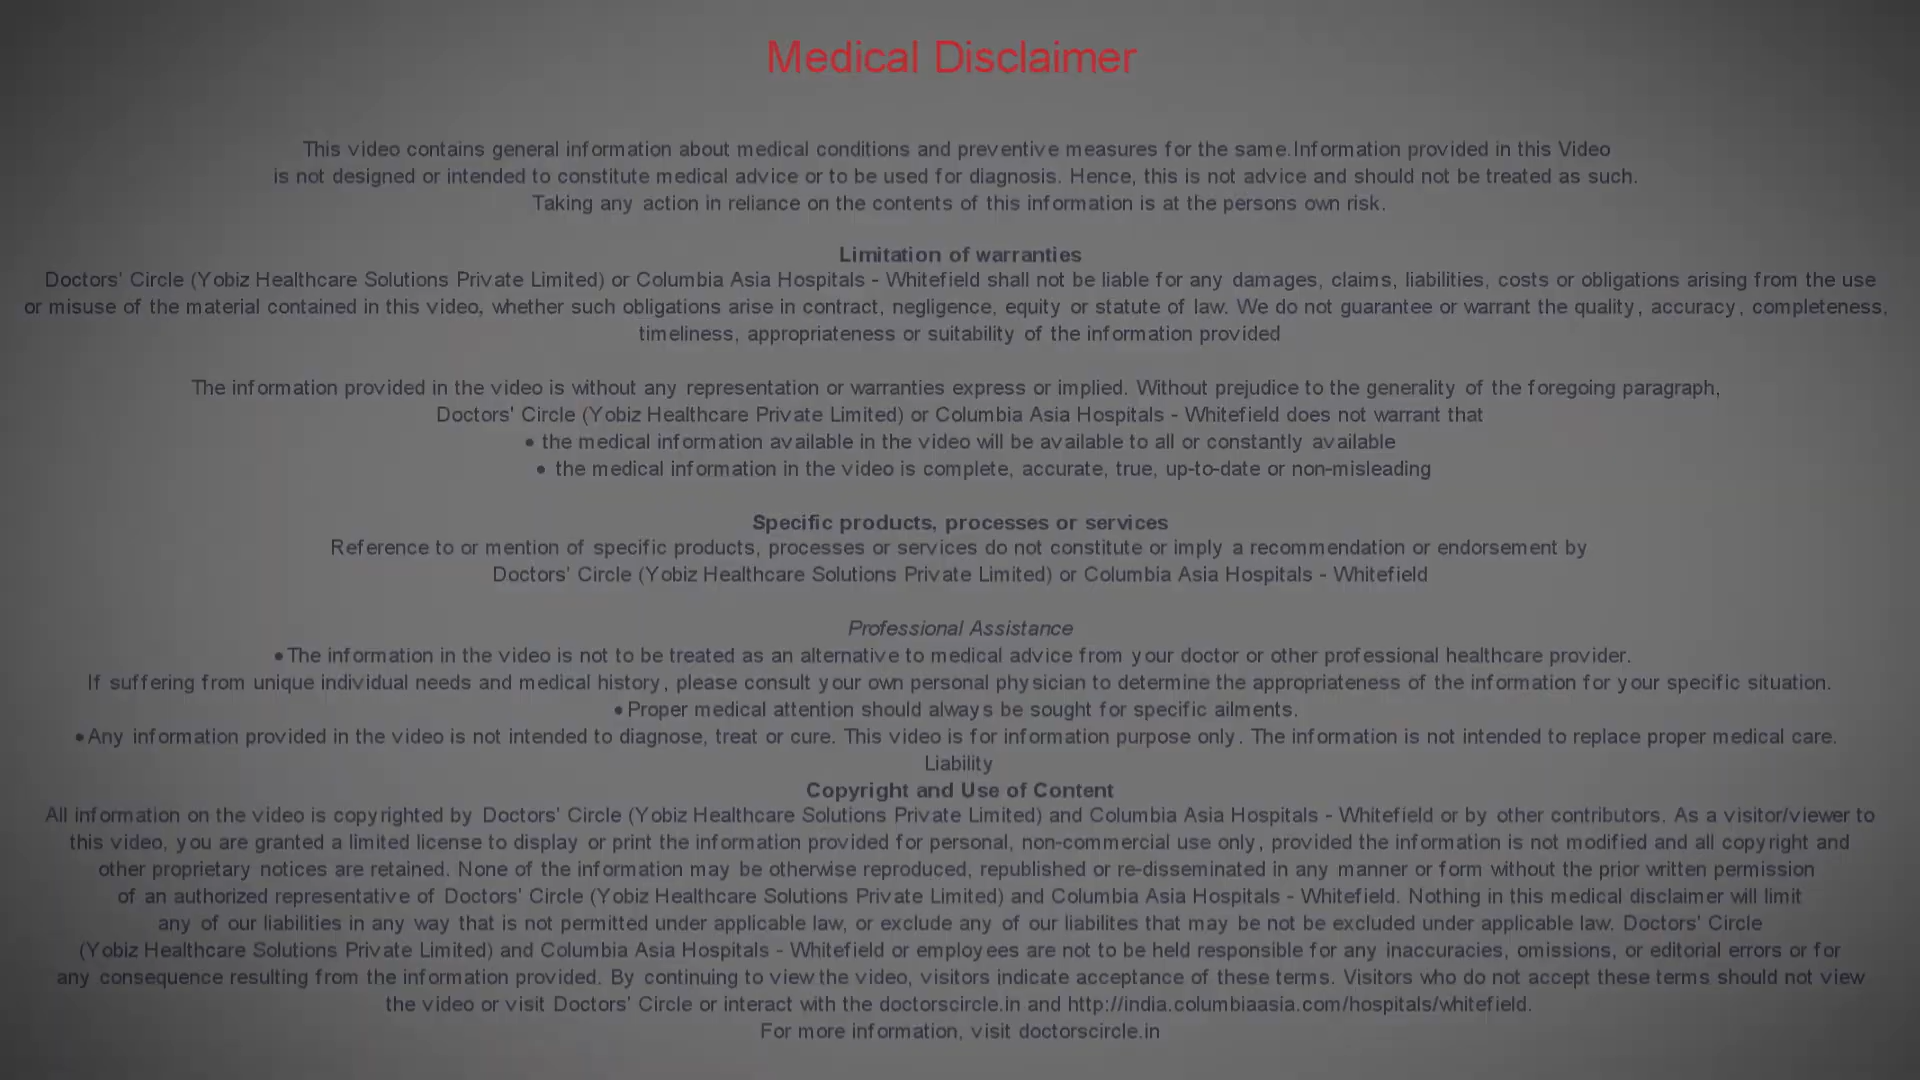 Medical Disclaimer
This video contains general information about medical conditions and preventive measures for the same.Information provided in this Video
is not designed or intended to constitute medical advice or to be used for diagnosis. Hence, this is not advice and should not be treated as such.
Taking any action in reliance on the contents of this information is at the persons own risk.
Limitation of warranties
Doctors' Circle (Yobiz Healthcare Solutions Private Limited) or Columbia Asia Hospitals - Whitefield shall not be liable for any damages, claims, liabilities, costs or obligations arising from the use
or misuse of the material contained in this video, whether such obligations arise in contract, negligence, equity or statute of law. We do not guarantee or warrant the quality, accuracy, completeness,
timeliness, appropriateness or suitability of the information provided
The information provided in the video is without any representation or warranties express or implied. Without prejudice to the generality of the foregoing paragraph,
Doctors' Circle (Yobiz Healthcare Private Limited) or Columbia Asia Hospitals - Whitefield does not warrant that
• the medical information available in the video will be available to all or constantly available
• the medical information in the video is complete, accurate, true, up-to-date or non-misleading
Specific products, processes or services
Reference to or mention of specific products, processes or services do not constitute or imply a recommendation or endorsement by
Doctors' Circle (Yobiz Healthcare Solutions Private Limited) or Columbia Asia Hospitals - Whitefield
Professional Assistance
•The information in the video is not to be treated as an alternative to medical advice from your doctor or other professional healthcare provider.
If suffering from unique individual needs and medical history, please consult your own personal physician to determine the appropriateness of the information for your specific situation.
•Proper medical attention should always be sought for specific ailments.
•Any information provided in the video is not intended to diagnose, treat or cure. This video is for information purpose only. The information is not intended to replace proper medical care.
Liability
Copyright and Use of Content
All information on the video is copyrighted by Doctors' Circle (Yobiz Healthcare Solutions Private Limited) and Columbia Asia Hospitals - Whitefield or by other contributors. As a visitor/viewer to
this video, you are granted a limited license to display or print the information provided for personal, non-commercial use only, provided the information is not modified and all copyright and
other proprietary notices are retained. None of the information may be otherwise reproduced, republished or re-disseminated in any manner or form without the prior written permission
of an authorized representative of Doctors' Circle (Yobiz Healthcare Solutions Private Limited) and Columbia Asia Hospitals - Whitefield. Nothing in this medical disclaimer will limit
any of our liabilities in any way that is not permitted under applicable law, or exclude any of our liabilites that may be not be excluded under applicable law. Doctors' Circle
(Yobiz Healthcare Solutions Private Limited) and Columbia Asia Hospitals - Whitefield or employees are not to be held responsible for any inaccuracies, omissions, or editorial errors or for
any consequence resulting from the information provided. By continuing to view the video, visitors indicate acceptance of these terms. Visitors who do not accept these terms should not view
the video or visit Doctors' Circle or interact with the doctorscircle.in and http://india.columbiaasia.com/hospitals/whitefield.
For more information, visit doctorscircle.in